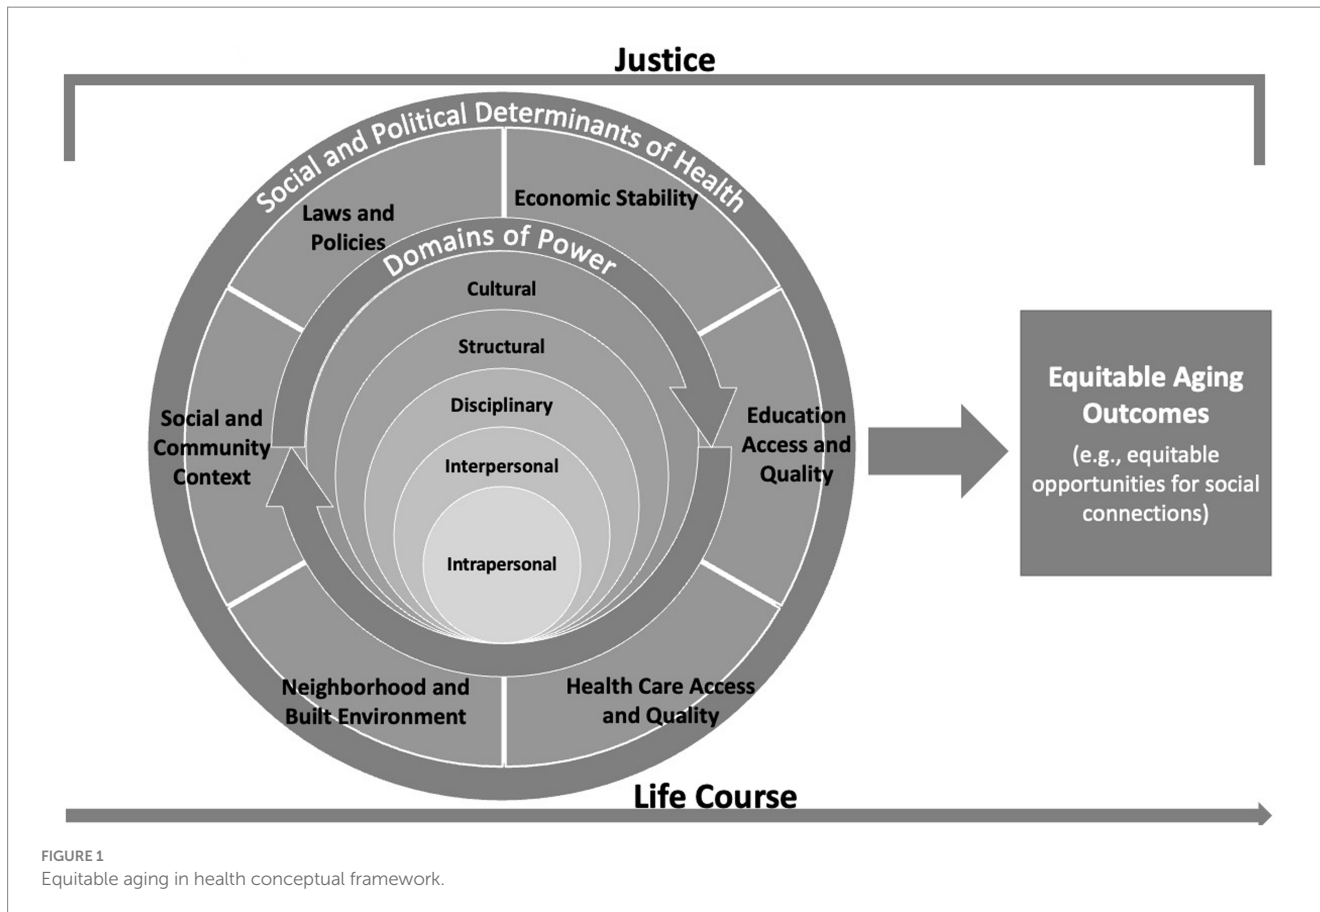 Justice
Social and Political Determinants of Health
Laws and
Policies
Economic Stability
Domains of Power
Cultural
Structural
Disciplinary
Interpersonal
Intrapersonal
Social and
Community
Context
Education
Access and
Quality
Neighborhood and
Built Environment
Health Care Access
and Quality
Equitable Aging
Outcomes
(e.g., equitable
opportunities for social
connections)
Life Course
FIGURE 1
Equitable aging in health conceptual framework.